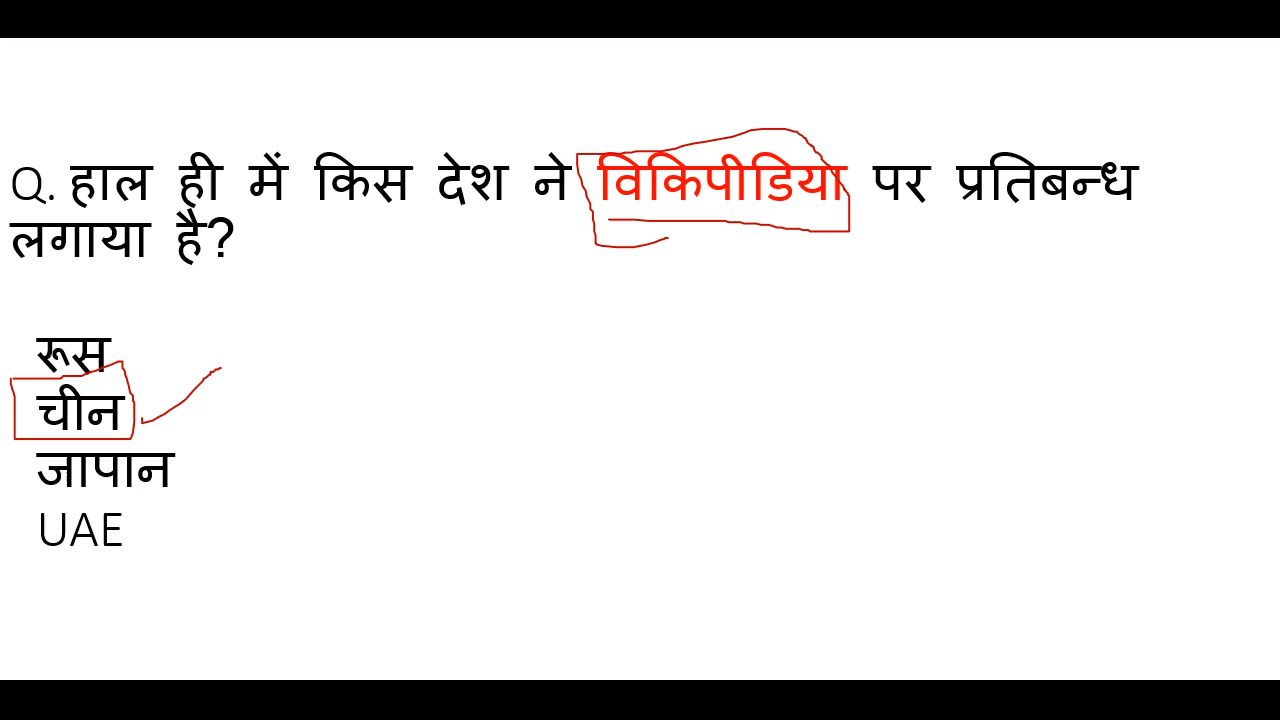 Q. हाल ही में किस देश ने विकिपीडिया पर प्रतिबन्ध
लगाया है?
रूस
चीन
जापान
UAE